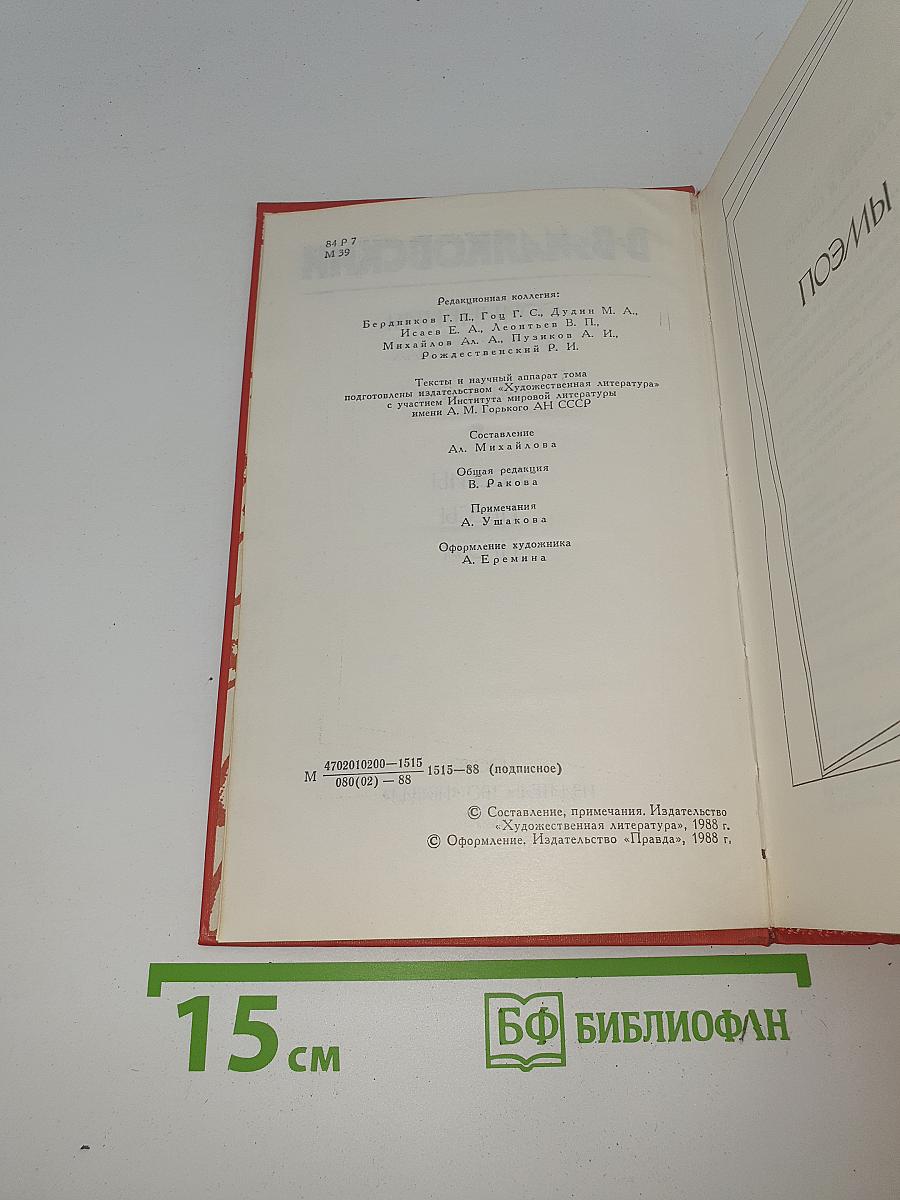 84 Р 7
М 39
Редакционная коллегия:
Бердников Г. П., Гоц Г. С., Дудин М. А.,
Исаев Е. А., Леонтьев В. П.,
Михайлов Ал. А., Пузиков А. И.,
Рождественский Р. И.
Тексты и научный аппарат тома
подготовлены издательством «Художественная литература»
с участием Института мировой литературы
имени А. М. Горького АН СССР
Составление
Ал. Михайлова
Общая редакция
В. Ракова
Примечания
А. Ушакова
Оформление художника
А. Еремина
М 4702010200—1515
080(02) — 88
1515—88 (подписное)
© Составление, примечания. Издательство
«Художественная литература», 1988 г.
© Оформление. Издательство «Правда», 1988 г.
ПОЭМЫ
15 см
БФ БИБЛИОФАН